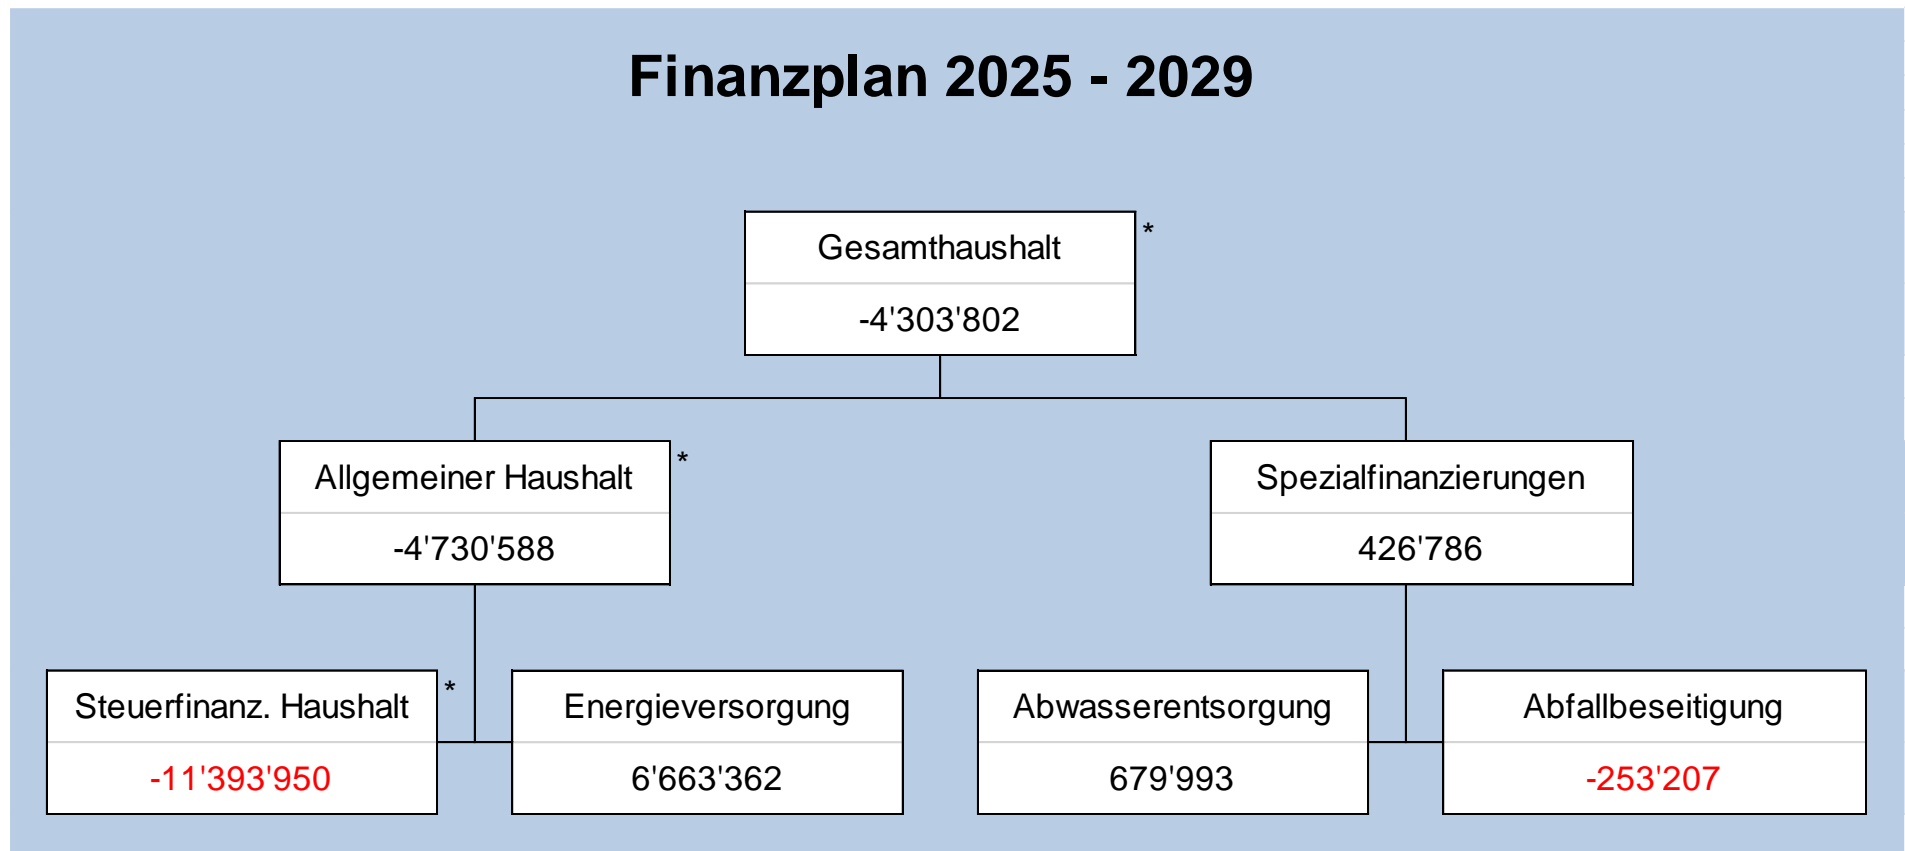 Finanzplan 2025 - 2029
Gesamthaushalt *
-4'303'802
Allgemeiner Haushalt *
-4'730'588
Spezialfinanzierungen
426'786
Steuerfinanz. Haushalt *
-11'393'950
Energieversorgung
6'663'362
Abwasserentsorgung
679'993
Abfallbeseitigung
-253'207